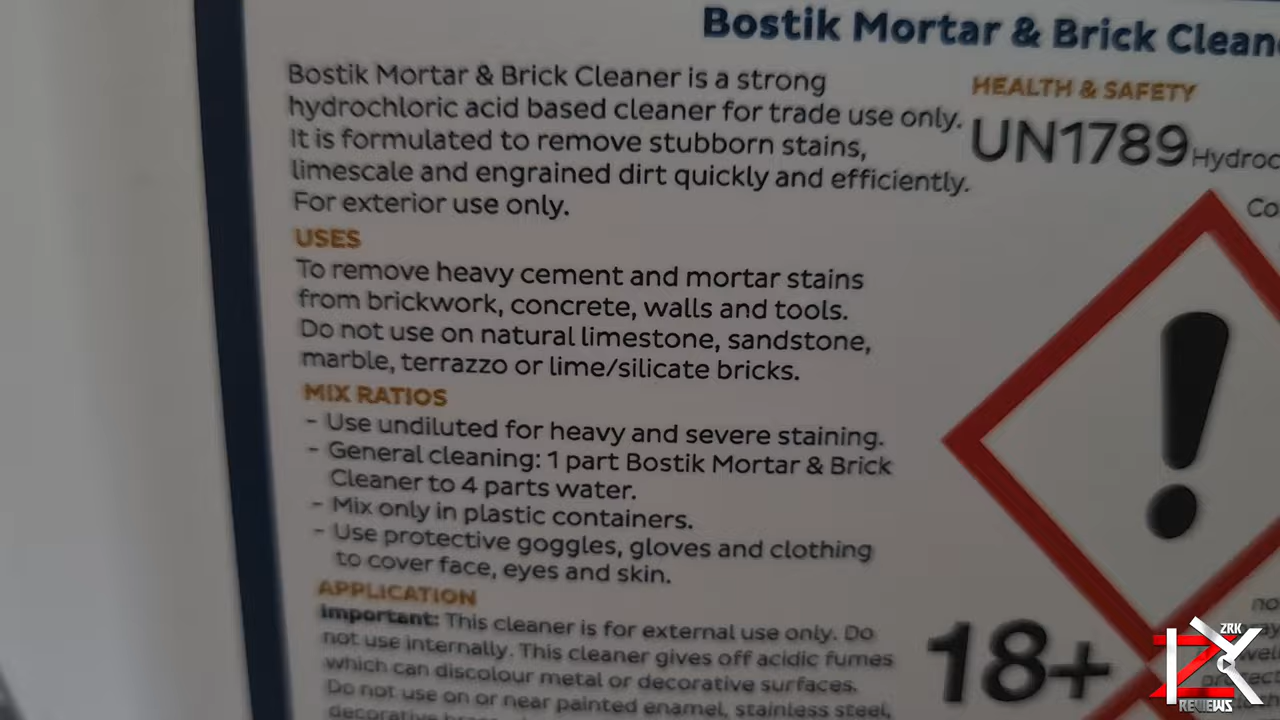 Bostik Mortar & Brick Clean
Bostik Mortar & Brick Cleaner is a strong
hydrochloric acid based cleaner for trade use only.
It is formulated to remove stubborn stains,
limescale and engrained dirt quickly and efficiently.
For exterior use only.
USES
To remove heavy cement and mortar stains
from brickwork, concrete, walls and tools.
Do not use on natural limestone, sandstone,
marble, terrazzo or lime/silicate bricks.
MIX RATIOS
- Use undiluted for heavy and severe staining.
- General cleaning: 1 part Bostik Mortar & Brick
Cleaner to 4 parts water.
- Mix only in plastic containers.
- Use protective goggles, gloves and clothing
to cover face, eyes and skin.
APPLICATION
Important: This cleaner is for external use only. Do
not use internally. This cleaner gives off acidic fumes
which can discolour metal or decorative surfaces.
Do not use on or near painted enamel, stainless steel,
HEALTH & SAFETY
UN1789 Hydroc
Co
no
18+
ZRK
REVIEWS